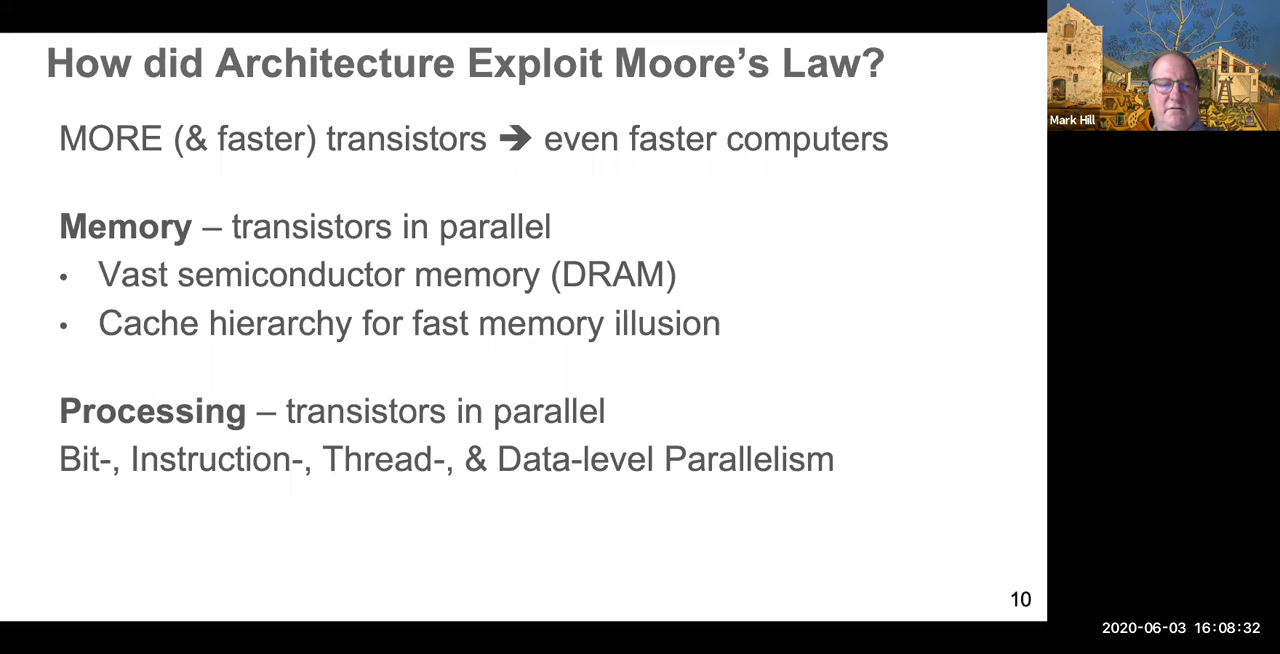 How did Architecture Exploit Moore’s Law?
MORE (& faster) transistors ➔ even faster computers
Memory – transistors in parallel
• Vast semiconductor memory (DRAM)
• Cache hierarchy for fast memory illusion
Processing – transistors in parallel
Bit-, Instruction-, Thread-, & Data-level Parallelism
10
Mark Hill
2020-06-03 16:08:32